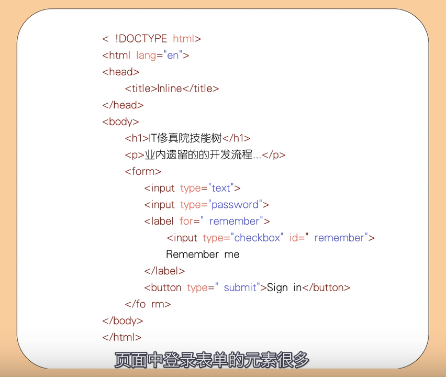 < !DOCTYPE html>
<html lang="en">
<head>
<title>Inline</title>
</head>
<body>
<h1>IT修真院技能树</h1>
<p>业内遗留的的开发流程...</p>
<form>
<input type="text">
<input type="password">
<label for=" remember">
<input type="checkbox" id=" remember">
Remember me
</label>
<button type=" submit">Sign in</button>
</fo rm>
</body>
</html>
页面中登录表单的元素很多